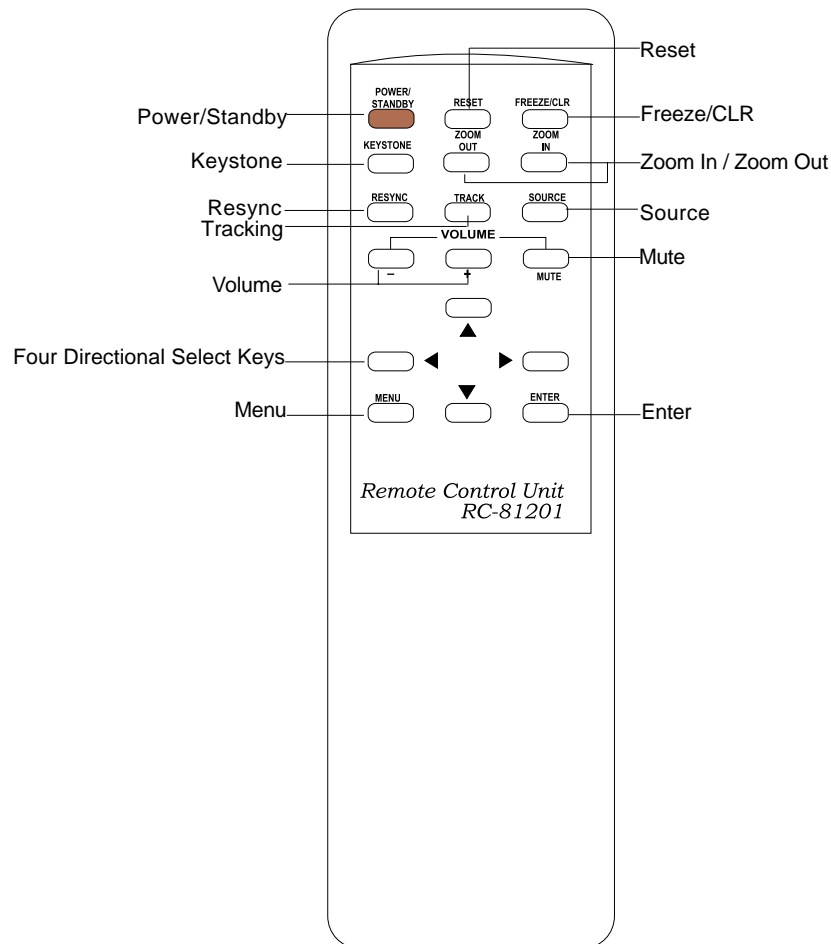 Reset
POWER/
STANDBY
RESET
FREEZE/CLR
Power/Standby
Freeze/CLR
KEYSTONE
ZOOM
OUT
ZOOM
IN
Keystone
Zoom In / Zoom Out
RESYNC
TRACK
SOURCE
Resync
Source
Tracking
VOLUME
Mute
–
+
MUTE
Volume
Four Directional Select Keys
MENU
ENTER
Menu
Enter
Remote Control Unit
RC-81201